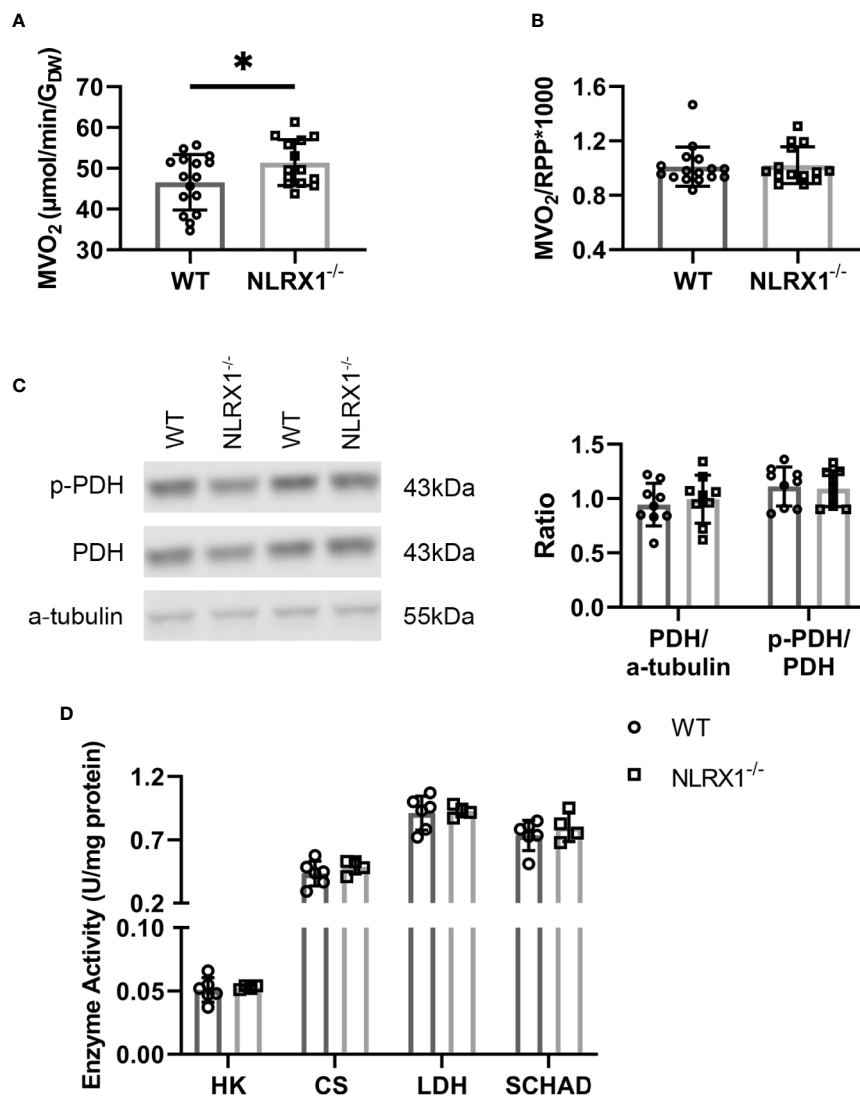 A
MVO₂ (µmol/min/G_DW)
70
60
50
40
30
*
WT
NLRX1⁻/⁻
B
MVO₂/RPP*1000
1.6
1.2
0.8
0.4
WT
NLRX1⁻/⁻
C
WT
NLRX1⁻/⁻
WT
NLRX1⁻/⁻
p-PDH
43kDa
PDH
43kDa
a-tubulin
55kDa
Ratio
1.5
1.0
0.5
0.0
PDH/
a-tubulin
p-PDH/
PDH
WT
NLRX1⁻/⁻
D
Enzyme Activity (U/mg protein)
1.2
0.7
0.2
0.10
0.05
0.00
HK
CS
LDH
SCHAD